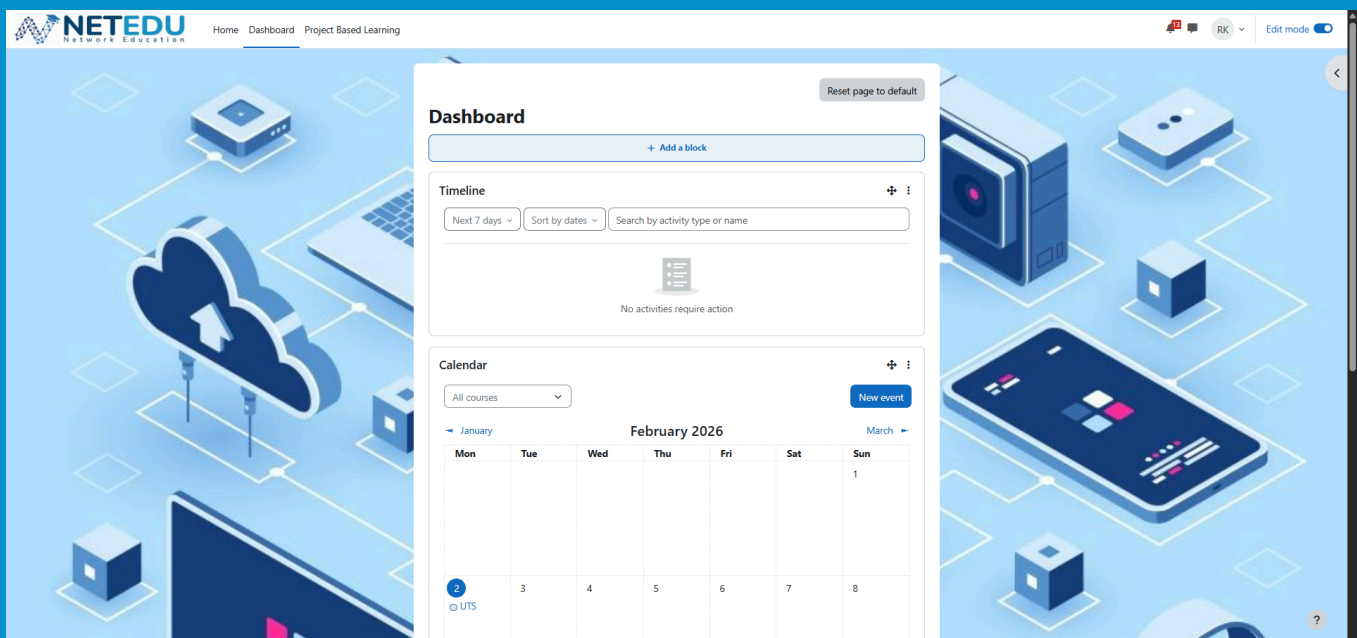 NETEDU
Network Education
Home Dashboard Project Based Learning
13
RK
Edit mode
Reset page to default
Dashboard
+ Add a block
Timeline
Next 7 days
Sort by dates
Search by activity type or name
No activities require action
Calendar
All courses
New event
◄ January
February 2026
March ►
Mon Tue Wed Thu Fri Sat Sun
1
2 3 4 5 6 7 8
UTS
?